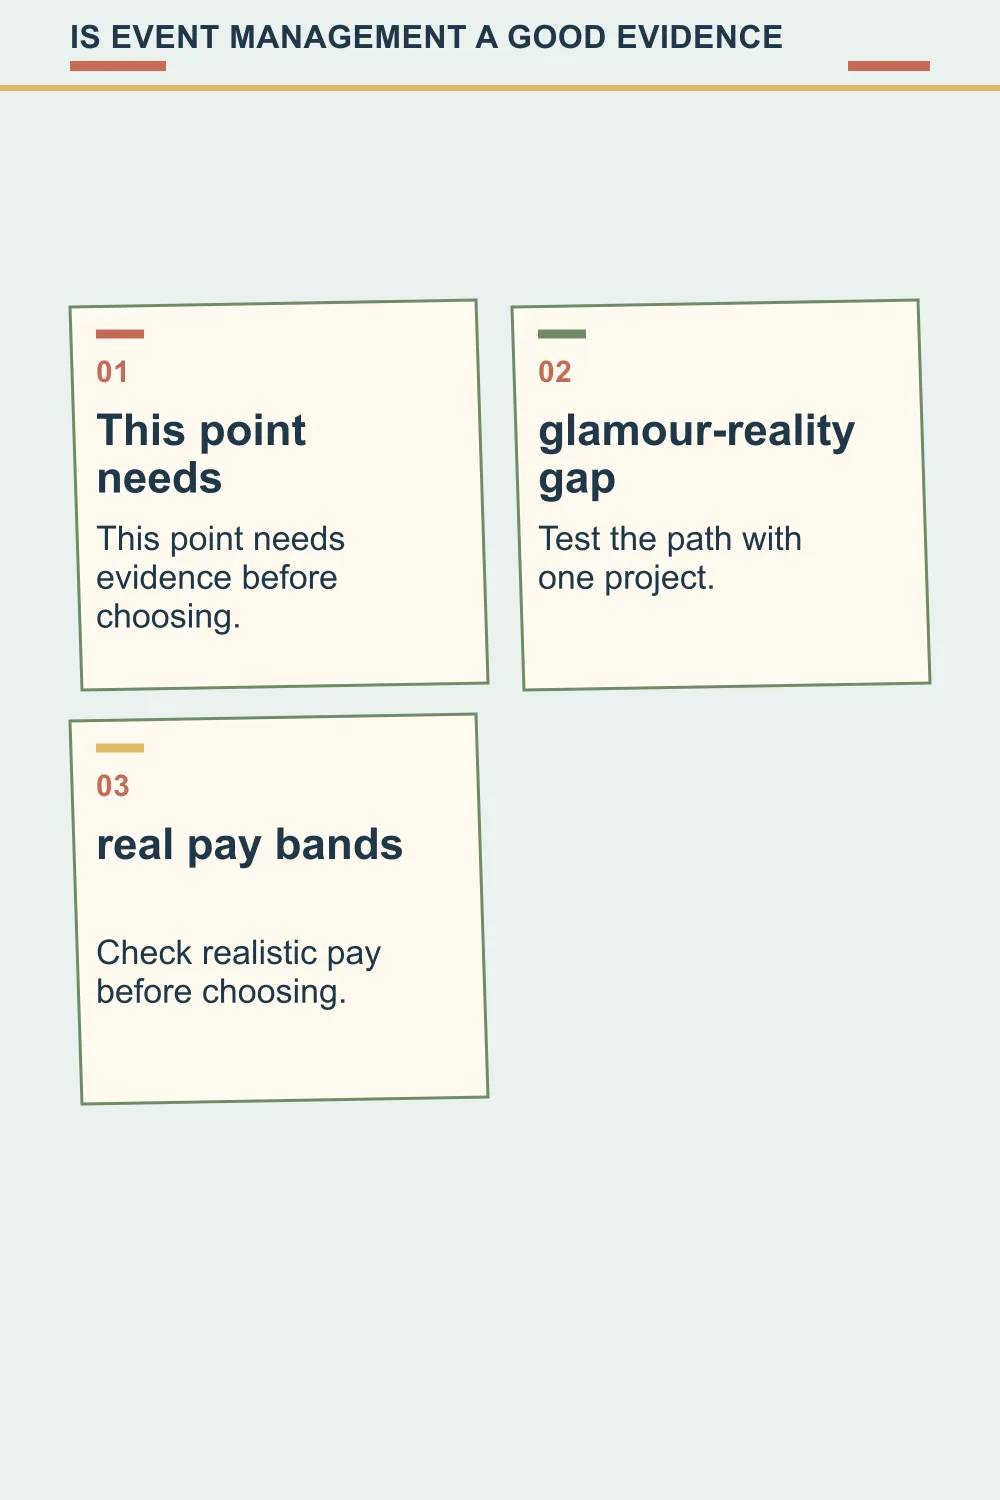 IS EVENT MANAGEMENT A GOOD EVIDENCE
01
This point
needs
This point needs
evidence before
choosing.
02
glamour-reality
gap
Test the path with
one project.
03
real pay bands
Check realistic pay
before choosing.